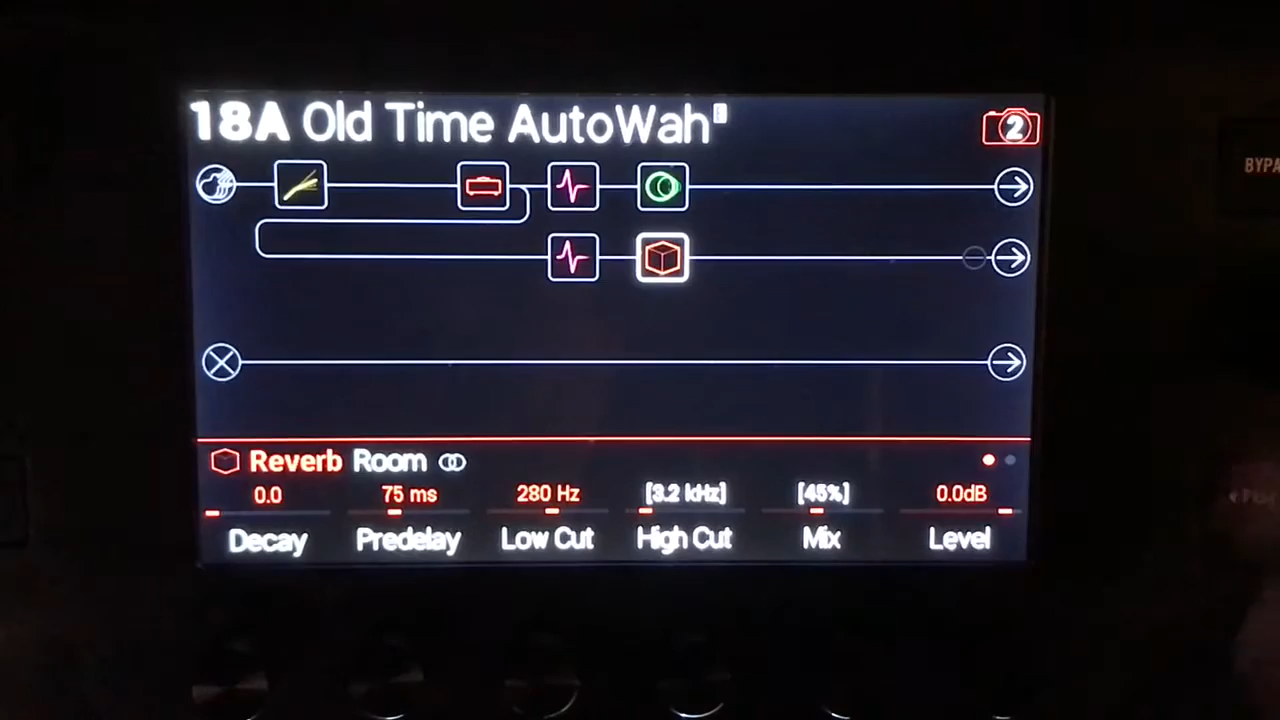 18A Old Time AutoWah E
2
BYPA
Reverb Room
0.0 75 ms 280 Hz [3.2 kHz] [45%] 0.0dB
Decay Predelay Low Cut High Cut Mix Level